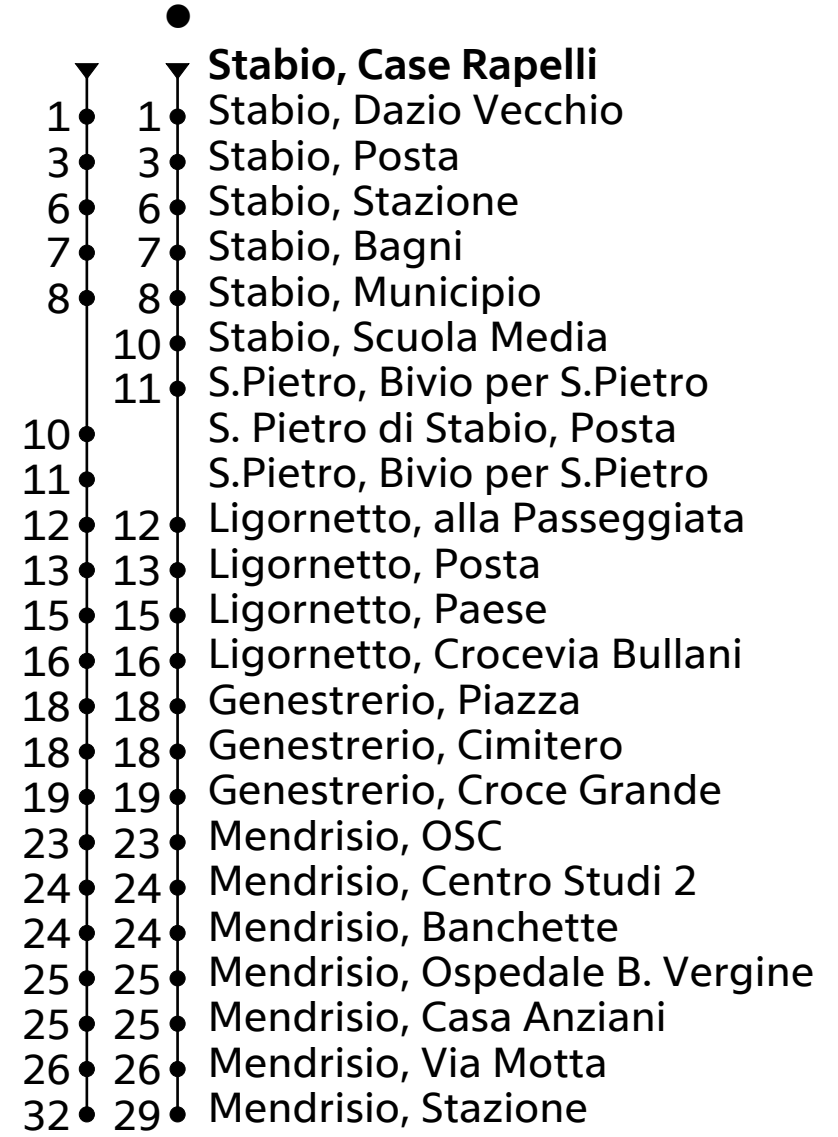 Stabio, Case Rapelli
1 1 Stabio, Dazio Vecchio
3 3 Stabio, Posta
6 6 Stabio, Stazione
7 7 Stabio, Bagni
8 8 Stabio, Municipio
10 Stabio, Scuola Media
11 S.Pietro, Bivio per S.Pietro
10 S. Pietro di Stabio, Posta
11 S.Pietro, Bivio per S.Pietro
12 12 Ligornetto, alla Passeggiata
13 13 Ligornetto, Posta
15 15 Ligornetto, Paese
16 16 Ligornetto, Crocevia Bullani
18 18 Genestrerio, Piazza
18 18 Genestrerio, Cimitero
19 19 Genestrerio, Croce Grande
23 23 Mendrisio, OSC
24 24 Mendrisio, Centro Studi 2
24 24 Mendrisio, Banchette
25 25 Mendrisio, Ospedale B. Vergine
25 25 Mendrisio, Casa Anziani
26 26 Mendrisio, Via Motta
32 29 Mendrisio, Stazione